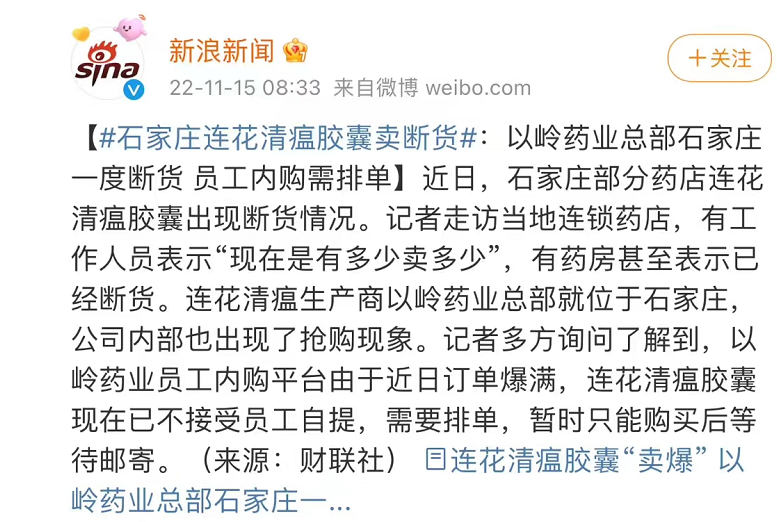 sina
新浪新闻
22-11-15 08:33 来自微博 weibo.com
+关注
【#石家庄连花清瘟胶囊卖断货#：以岭药业总部石家庄
一度断货 员工内购需排单】近日，石家庄部分药店连花
清瘟胶囊出现断货情况。记者走访当地连锁药店，有工
作人员表示“现在是有多少卖多少”，有药房甚至表示已
经断货。连花清瘟生产商以岭药业总部就位于石家庄，
公司内部也出现了抢购现象。记者多方询问了解到，以
岭药业员工内购平台由于近日订单爆满，连花清瘟胶囊
现在已不接受员工自提，需要排单，暂时只能购买后等
待邮寄。（来源：财联社） 连花清瘟胶囊“卖爆” 以
岭药业总部石家庄一...